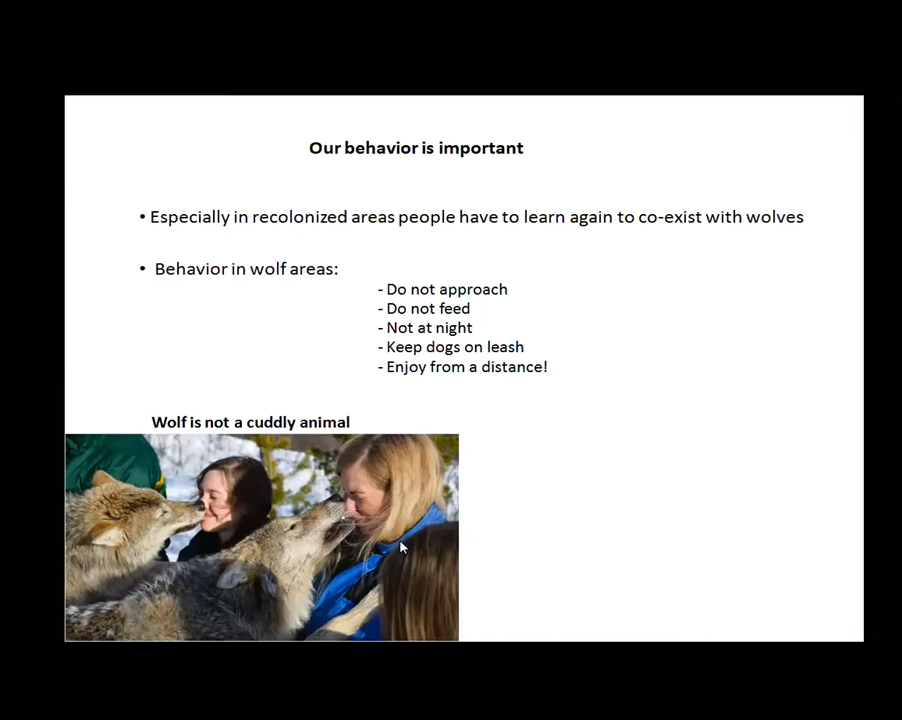 Our behavior is important
• Especially in recolonized areas people have to learn again to co-exist with wolves
• Behavior in wolf areas:
- Do not approach
- Do not feed
- Not at night
- Keep dogs on leash
- Enjoy from a distance!
Wolf is not a cuddly animal